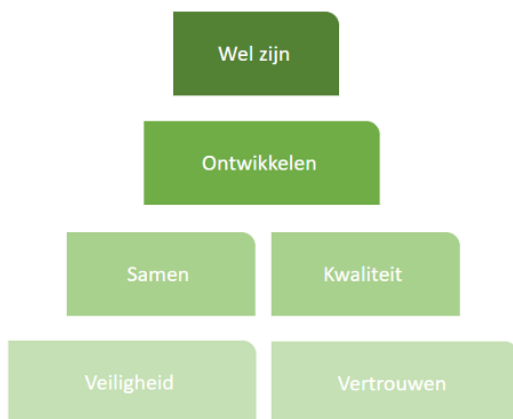 Wel zijn
Ontwikkelen
Samen Kwaliteit
Veiligheid Vertrouwen